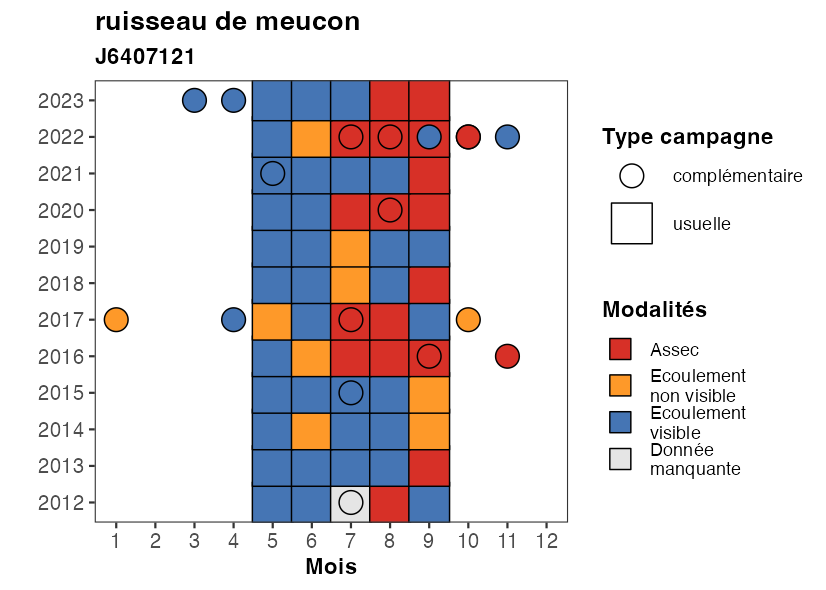 ruisseau de meucon
J6407121
2023
2022
2021
2020
2019
2018
2017
2016
2015
2014
2013
2012
1 2 3 4 5 6 7 8 9 10 11 12
Mois
Type campagne
complémentaire
usuelle
Modalités
Assec
Ecoulement
non visible
Ecoulement
visible
Donnée
manquante